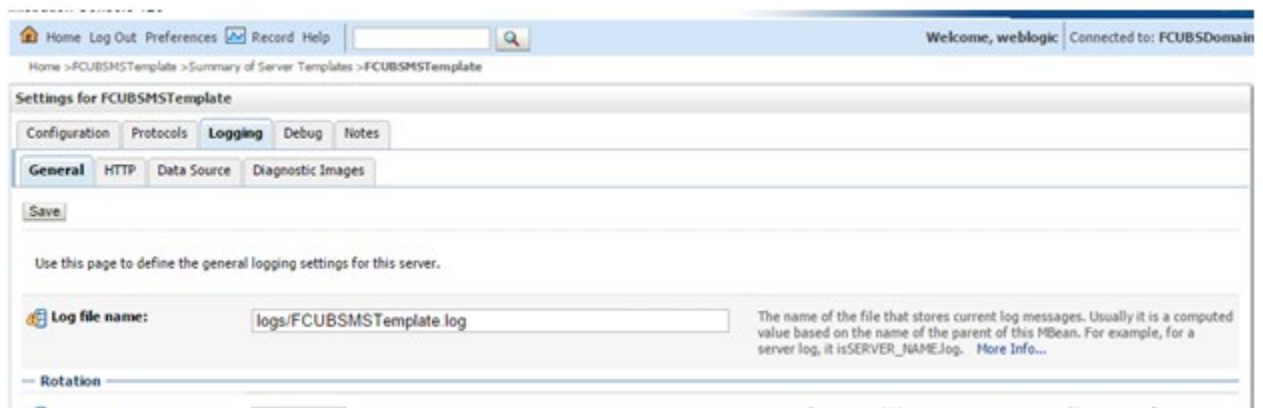 Home Log Out Preferences Record Help
Welcome, weblogic Connected to: FCUBSDomain
Home >FCUBSMSTemplate >Summary of Server Templates >FCUBSMSTemplate
Settings for FCUBSMSTemplate
Configuration Protocols Logging Debug Notes
General HTTP Data Source Diagnostic Images
Save
Use this page to define the general logging settings for this server.
Log file name:
logs/FCUBSMSTemplate.log
The name of the file that stores current log messages. Usually it is a computed
value based on the name of the parent of this MBean. For example, for a
server log, it isSERVER_NAME.log. More Info...
Rotation